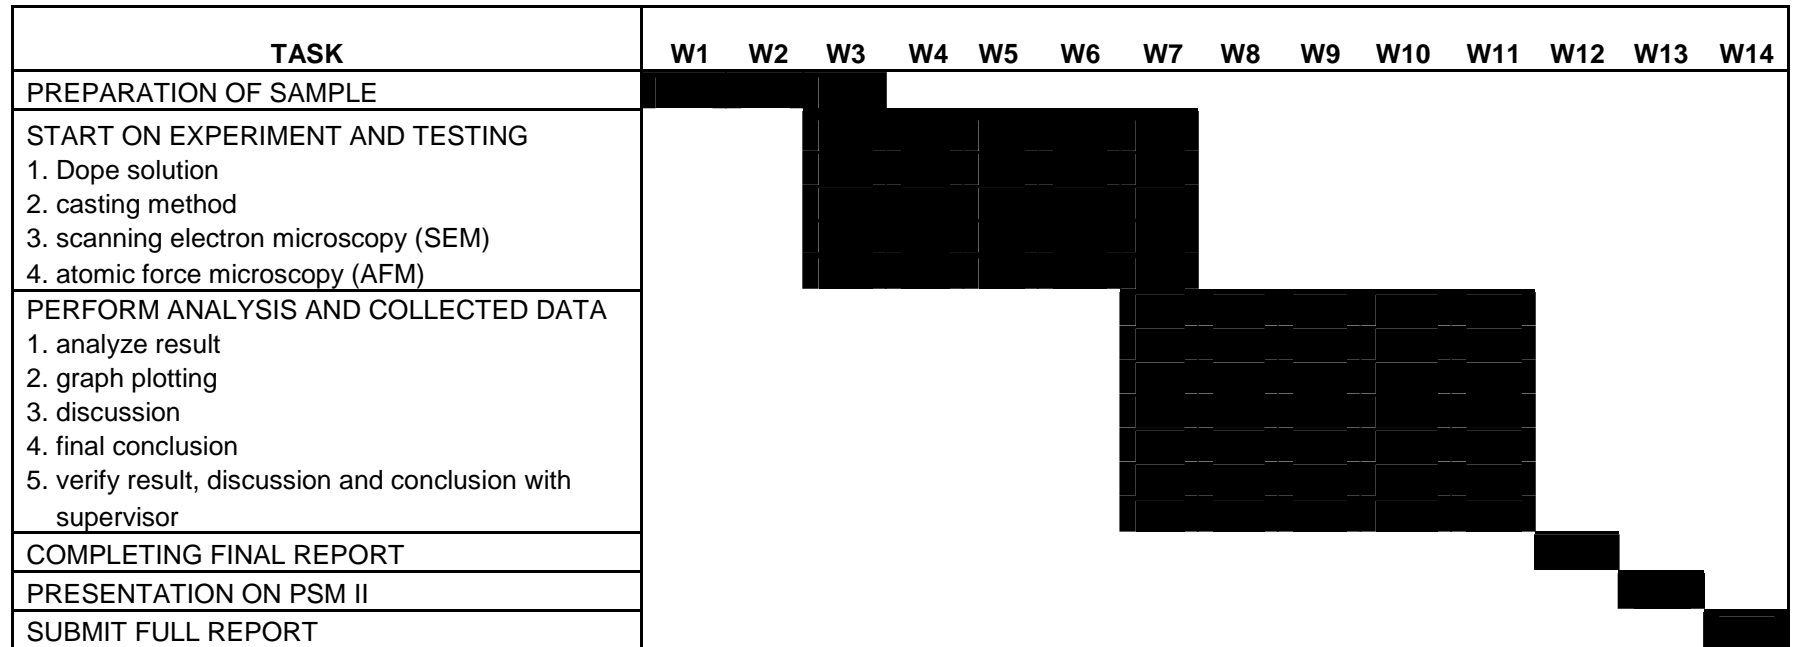 TASK W1 W2 W3 W4 W5 W6 W7 W8 W9 W10 W11 W12 W13 W14
PREPARATION OF SAMPLE
START ON EXPERIMENT AND TESTING
1. Dope solution
2. casting method
3. scanning electron microscopy (SEM)
4. atomic force microscopy (AFM)
PERFORM ANALYSIS AND COLLECTED DATA
1. analyze result
2. graph plotting
3. discussion
4. final conclusion
5. verify result, discussion and conclusion with
supervisor
COMPLETING FINAL REPORT
PRESENTATION ON PSM II
SUBMIT FULL REPORT